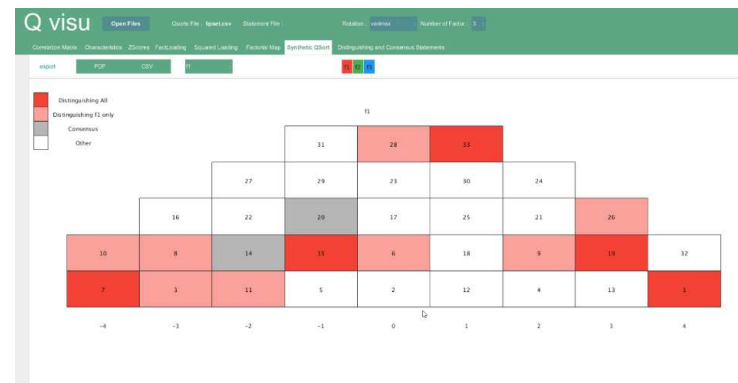 Q visu Open Files Qsorts File : lipset.csv Statement File : Rotation : varimax Number of Factor : 3
Correlation Matrix Characteristics ZScores FactLoading Squared Loading Factorial Map Synthetic QSort Distinguishing and Consensus Statements
export PDF CSV f1 f1 f2 f3
Distinguishing All
Distinguishing f1 only
Consensus
Other
f1
31 28 33
27 29 23 30 24
16 22 20 17 25 21 26
10 8 14 15 6 18 9 19 32
7 3 11 5 2 12 4 13 1
-4 -3 -2 -1 0 1 2 3 4